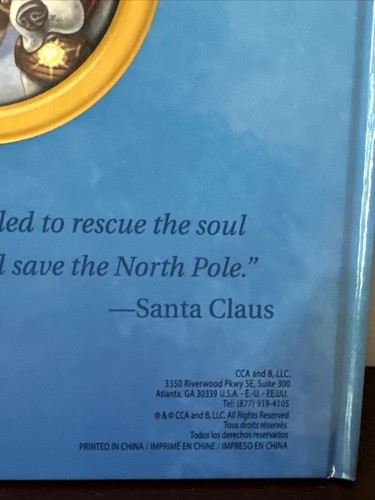 led to rescue the soul
save the North Pole.”
—Santa Claus
CCA and B, LLC.
3350 Riverwood Pkwy SE, Suite 300
Atlanta, GA 30339 U.S.A. - E.-U. - EE.UU.
Tel: (877) 919-4105
® & © CCA and B, LLC. All Rights Reserved
Tous droits réservés
Todos los derechos reservados
PRINTED IN CHINA / IMPRIMÉ EN CHINE / IMPRESO EN CHINA